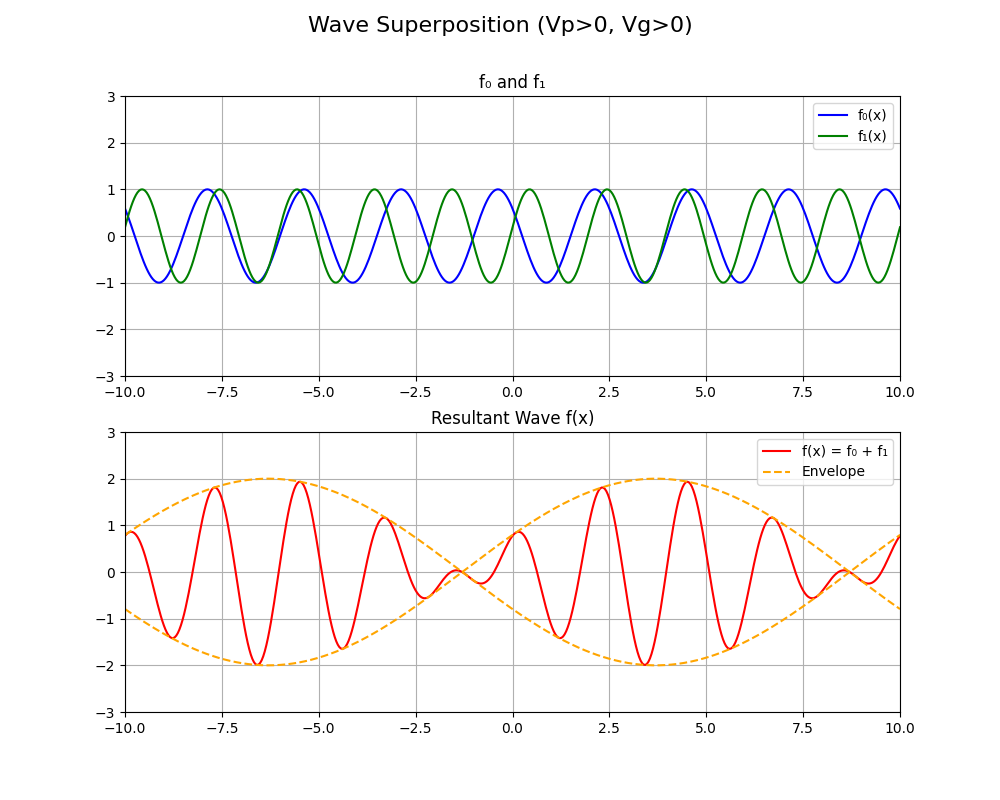 Wave Superposition (Vp>0, Vg>0)
f₀ and f₁
3
2
1
0
−1
−2
−3
f₀(x)
f₁(x)
−10.0 −7.5 −5.0 −2.5 0.0 2.5 5.0 7.5 10.0
Resultant Wave f(x)
3
2
1
0
−1
−2
−3
f(x) = f₀ + f₁
Envelope
−10.0 −7.5 −5.0 −2.5 0.0 2.5 5.0 7.5 10.0